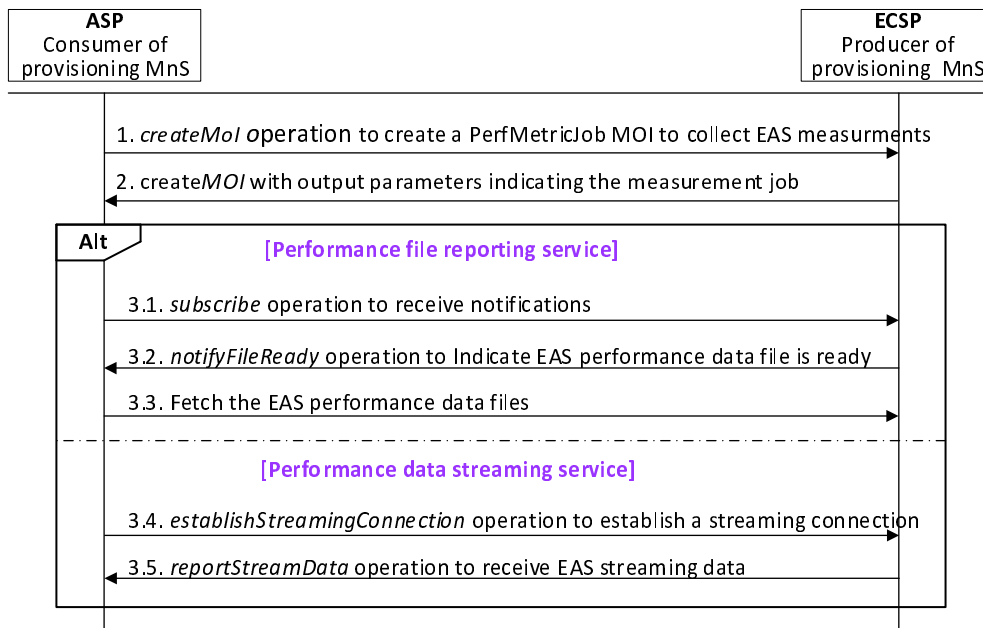 ASP
Consumer of
provisioning MnS
ECSP
Producer of
provisioning MnS
1. createMoI operation to create a PerfMetricJob MOI to collect EAS measurments
2. createMOI with output parameters indicating the measurement job
Alt
[Performance file reporting service]
3.1. subscribe operation to receive notifications
3.2. notifyFileReady operation to Indicate EAS performance data file is ready
3.3. Fetch the EAS performance data files
[Performance data streaming service]
3.4. establishStreamingConnection operation to establish a streaming connection
3.5. reportStreamData operation to receive EAS streaming data